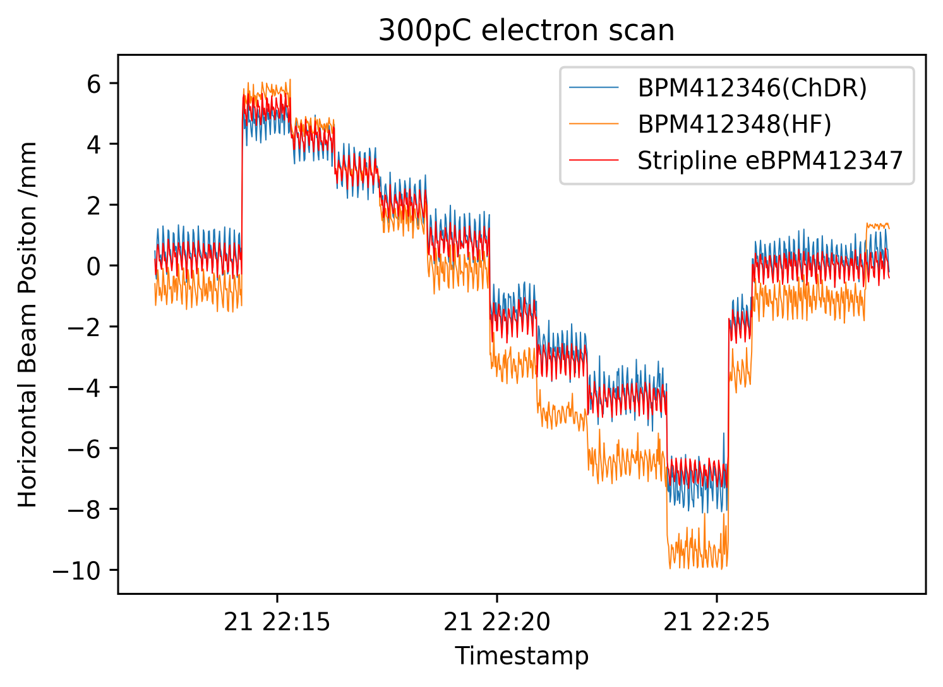 300pC electron scan
BPM412346(ChDR)
BPM412348(HF)
Stripline eBPM412347
Horizontal Beam Positon /mm
6
4
2
0
−2
−4
−6
−8
−10
21 22:15
21 22:20
21 22:25
Timestamp